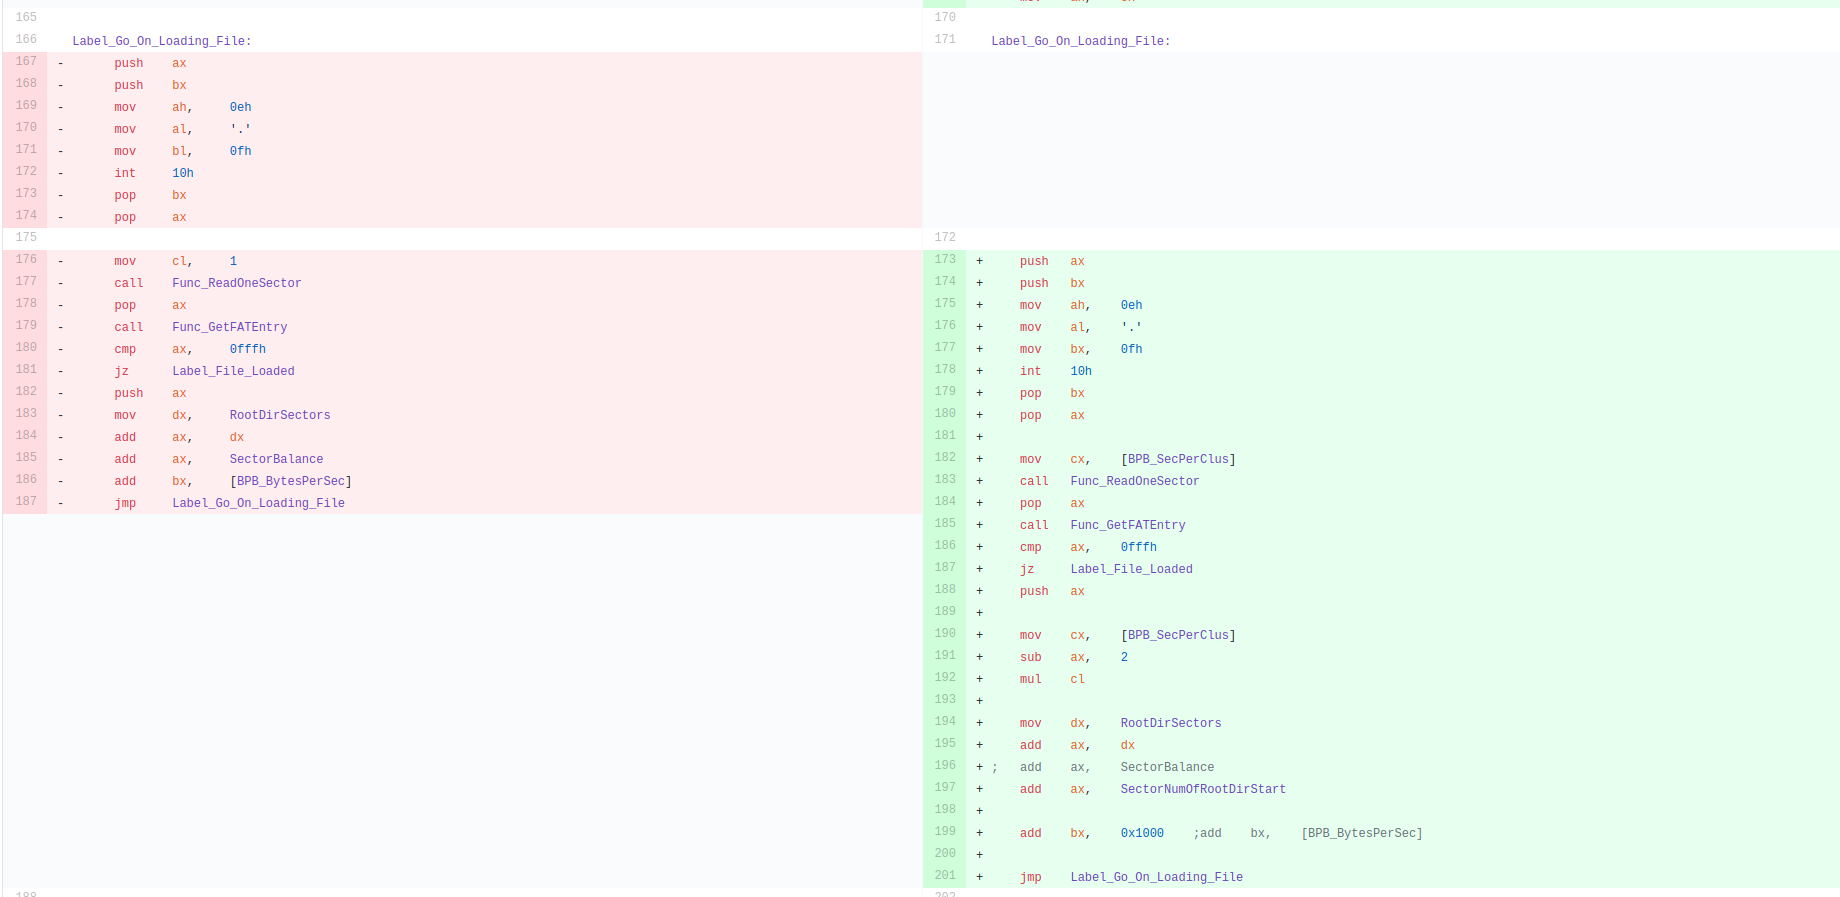 165
166 Label_Go_On_Loading_File:
167 - push ax
168 - push bx
169 - mov ah, 0eh
170 - mov al, '.'
171 - mov bl, 0fh
172 - int 10h
173 - pop bx
174 - pop ax
175
176 - mov cl, 1
177 - call Func_ReadOneSector
178 - pop ax
179 - call Func_GetFATEntry
180 - cmp ax, 0fffh
181 - jz Label_File_Loaded
182 - push ax
183 - mov dx, RootDirSectors
184 - add ax, dx
185 - add ax, SectorBalance
186 - add bx, [BPB_BytesPerSec]
187 - jmp Label_Go_On_Loading_File
188
170
171 Label_Go_On_Loading_File:
172
173 + push ax
174 + push bx
175 + mov ah, 0eh
176 + mov al, '.'
177 + mov bx, 0fh
178 + int 10h
179 + pop bx
180 + pop ax
181 +
182 + mov cx, [BPB_SecPerClus]
183 + call Func_ReadOneSector
184 + pop ax
185 + call Func_GetFATEntry
186 + cmp ax, 0fffh
187 + jz Label_File_Loaded
188 + push ax
189 +
190 + mov cx, [BPB_SecPerClus]
191 + sub ax, 2
192 + mul cl
193 +
194 + mov dx, RootDirSectors
195 + add ax, dx
196 + ; add ax, SectorBalance
197 + add ax, SectorNumOfRootDirStart
198 +
199 + add bx, 0x1000 ;add bx, [BPB_BytesPerSec]
200 +
201 + jmp Label_Go_On_Loading_File
202